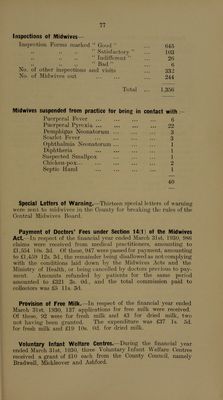 77
Inspections of Midwives—
Inspection Forms marked " Good " ... 645
" " " " Satisfactory " 103
" " " " Indifferent " 26
" " " " Bad " 6
No. of other inspections and visits ... 332
No. of Midwives out ... ... ... 244
Total ... 1,356
Midwives suspended from practice for being in contact with :—
Puerperal Fever ... ... ... ... 6
Puerperal Pyrexia ... ... ... ... 22
Pemphigus Neonatorum ... ... ... 3
Scarlet Fever ... ... ... ... 3
Ophthalmia Neonatorum ... ... ... 1
Diphtheria ... ... ... ... 1
Suspected Smallpox ... ... ... 1
Chicken-pox ... ... ... ... 2
Septic Hand ... ... ... ... 1
40
Special Letters of Warning.—Thirteen special letters of warning
were sent to midwives in the County for breaking the rules of the
Central Midwives Board.
Payment of Doctors' Fees under Section 14(1) of the Midwives
Act.—In respect of the financial year ended March 31st, 1930, 986
claims were received from medical practitioners, amounting to
£1,554 10s. 3d. Of these, 947 were passed for payment, amounting
to £1,459 12s. 3d., the remainder being disallowed as not complying
with the conditions laid down by the Midwives Acts and the
Ministry of Health, or being cancelled by doctors previous to pay-
ment. Amounts refunded by patients for the same period
amounted to £321 3s. 0d., and the total commission paid to
collectors was £5 11s. 5d.
Provision of Free Milk.—In respect of the financial year ended
March 31st, 1930, 137 applications for free milk were received.
Of these, 92 were for fresh milk and 43 for dried milk, two
not having been granted. The expenditure was £37 1s. 5d.
for fresh milk and £19 10s. 0d. for dried milk.
Voluntary Infant Welfare Centres.—During the financial year
ended March 31st, 1930, three Voluntary Infant Welfare Centres
received a grant of £10 each from the County Council, namely
Bradwell, Mickleover and Ashford.